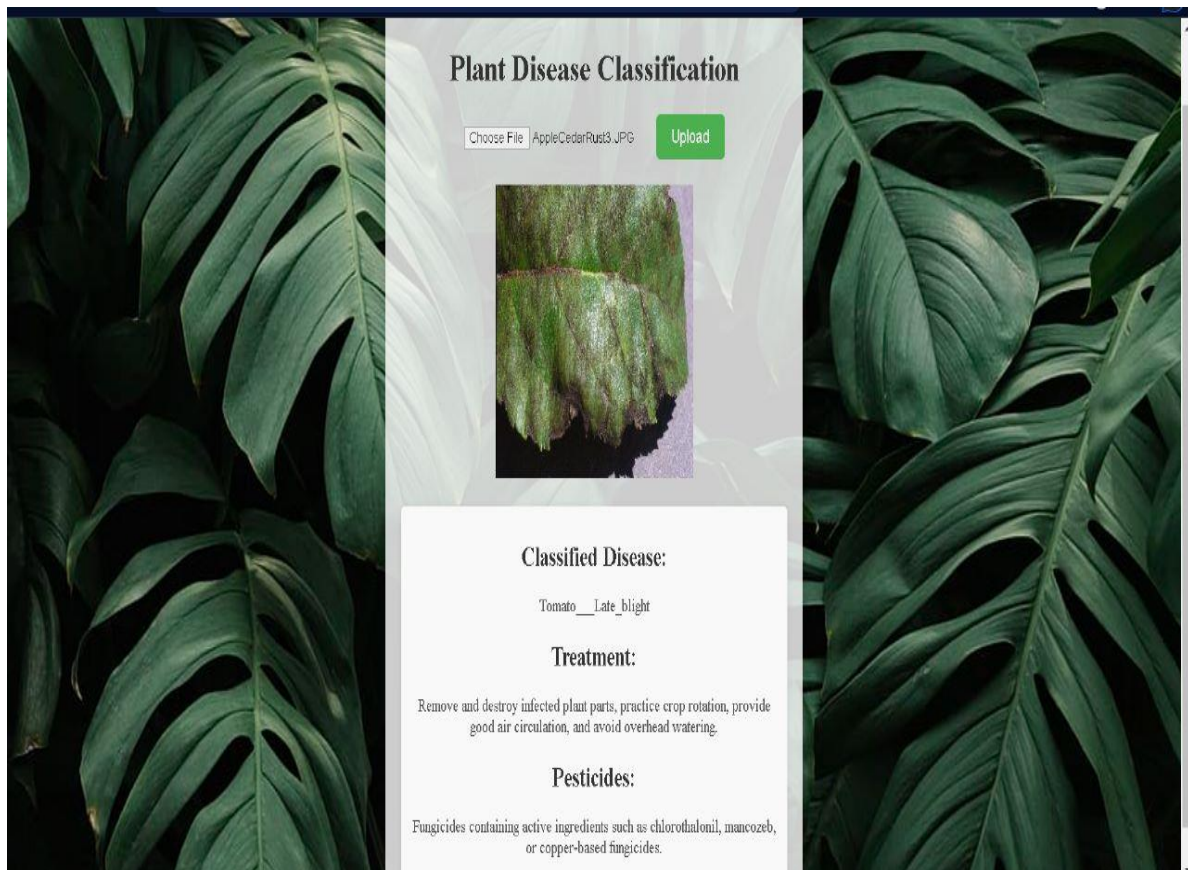 Plant Disease Classification
Choose File AppleCedarRust3.JPG Upload
Classified Disease:
Tomato___Late_blight
Treatment:
Remove and destroy infected plant parts, practice crop rotation, provide
good air circulation, and avoid overhead watering.
Pesticides:
Fungicides containing active ingredients such as chlorothalonil, mancozeb,
or copper-based fungicides.